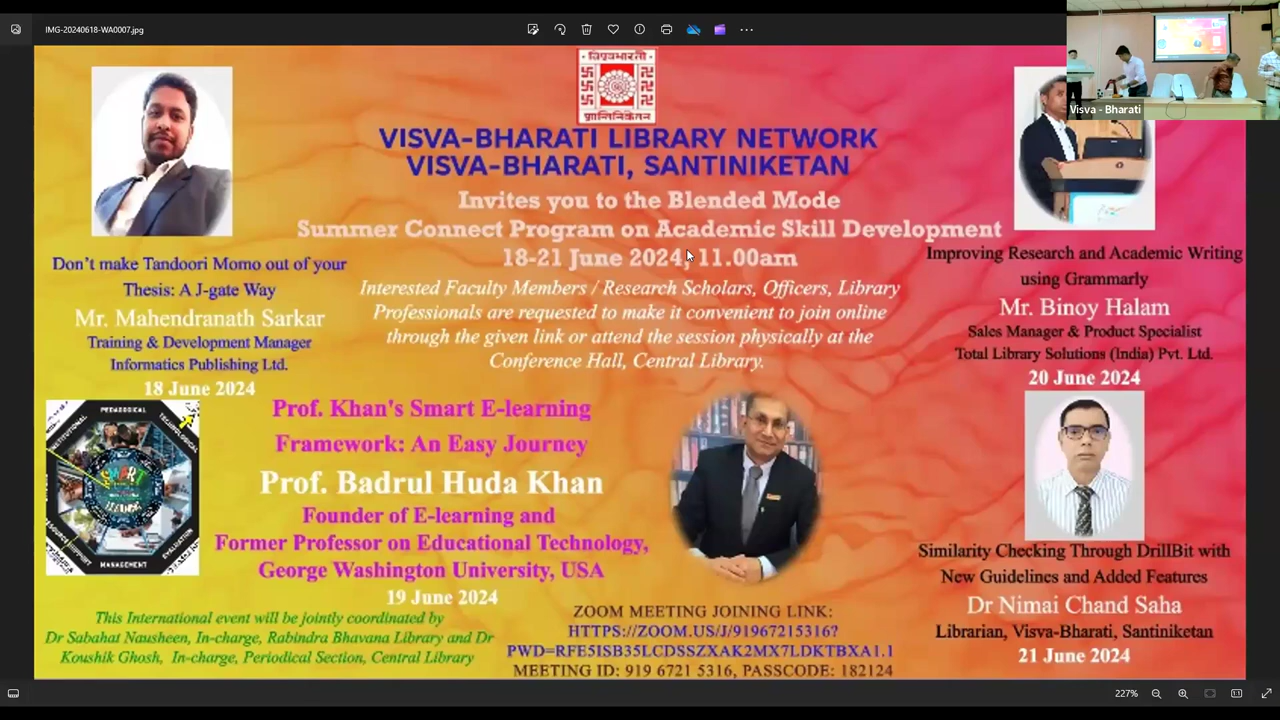 IMG-20240618-WA0007.jpg
Visva - Bharati
विश्वभारती
शान्तिनिकेतन
VISVA-BHARATI LIBRARY NETWORK
VISVA-BHARATI, SANTINIKETAN
Invites you to the Blended Mode
Summer Connect Program on Academic Skill Development
18-21 June 2024, 11.00am
Interested Faculty Members / Research Scholars, Officers, Library
Professionals are requested to make it convenient to join online
through the given link or attend the session physically at the
Conference Hall, Central Library.
Don't make Tandoori Momo out of your
Thesis: A J-gate Way
Mr. Mahendranath Sarkar
Training & Development Manager
Informatics Publishing Ltd.
18 June 2024
Improving Research and Academic Writing
using Grammarly
Mr. Binoy Halam
Sales Manager & Product Specialist
Total Library Solutions (India) Pvt. Ltd.
20 June 2024
PEDAGOGICAL
TECHNOLOGICAL
INSTITUTIONAL
EVALUATION
MANAGEMENT
Prof. Khan's Smart E-learning
Framework: An Easy Journey
Prof. Badrul Huda Khan
Founder of E-learning and
Former Professor on Educational Technology,
George Washington University, USA
19 June 2024
Similarity Checking Through DrillBit with
New Guidelines and Added Features
Dr Nimai Chand Saha
Librarian, Visva-Bharati, Santiniketan
21 June 2024
This International event will be jointly coordinated by
Dr Sabahat Nausheen, In-charge, Rabindra Bhavana Library and Dr
Koushik Ghosh, In-charge, Periodical Section, Central Library
ZOOM MEETING JOINING LINK:
HTTPS://ZOOM.US/J/91967215316?
PWD=RFE5ISB35LCDSSZXAK2MX7LDKTBXA1.1
MEETING ID: 919 6721 5316, PASSCODE: 182124
227%